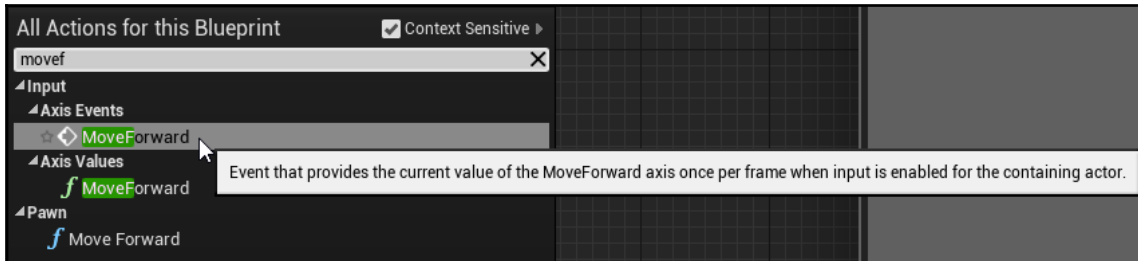 All Actions for this Blueprint Context Sensitive
movef
Input
Axis Events
MoveForward
Axis Values
Event that provides the current value of the MoveForward axis once per frame when input is enabled for the containing actor.
f MoveForward
Pawn
f Move Forward